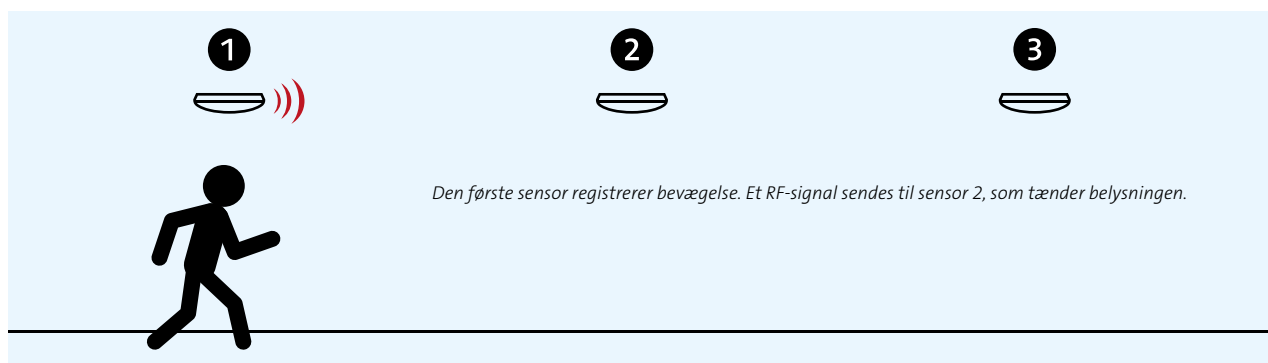 1 2 3
Den første sensor registrerer bevægelse. Et RF-signal sendes til sensor 2, som tænder belysningen.